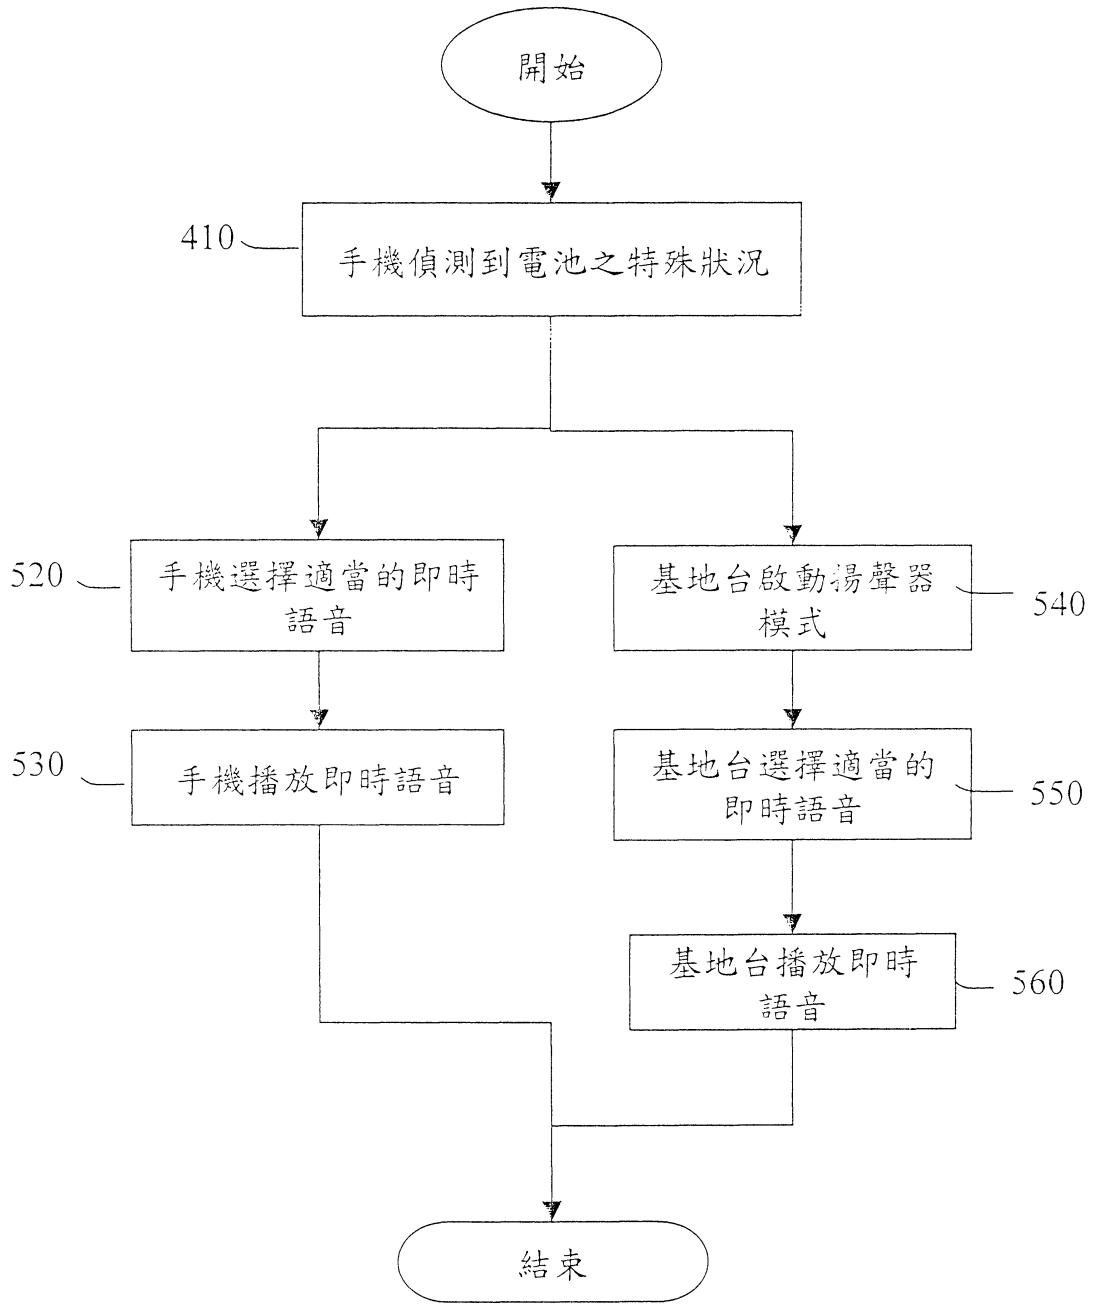 開始
410
手機偵測到電池之特殊狀況
520
手機選擇適當的即時
語音
530
手機播放即時語音
基地台啟動揚聲器
模式
540
基地台選擇適當的
即時語音
550
基地台播放即時
語音
560
結束